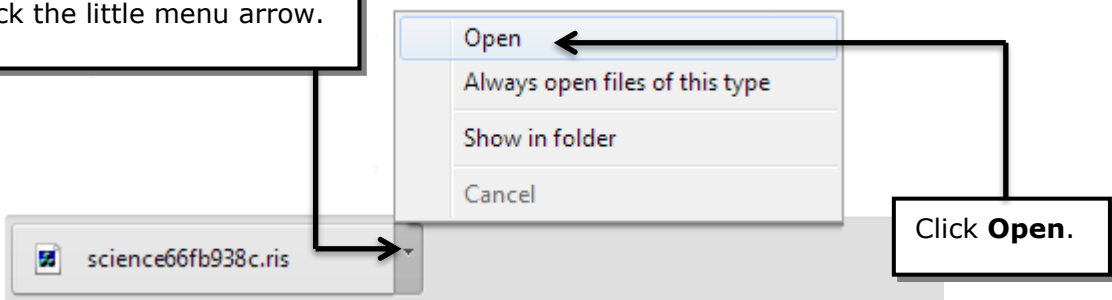 ck the little menu arrow.
Open
Always open files of this type
Show in folder
Cancel
Click Open.
science66fb938c.ris